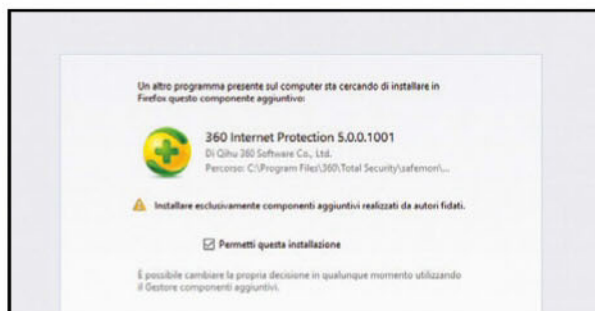 Un altro programma presente sul computer sta cercando di installare in
Firefox questo componente aggiuntivo:
360 Internet Protection 5.0.0.1001
Di Qihu 360 Software Co., Ltd.
Percorso: C:\Program Files\360\Total Security\safemon\...
Installare esclusivamente componenti aggiuntivi realizzati da autori fidati.
Permetti questa installazione
È possibile cambiare la propria decisione in qualunque momento utilizzando
il Gestore componenti aggiuntivi.